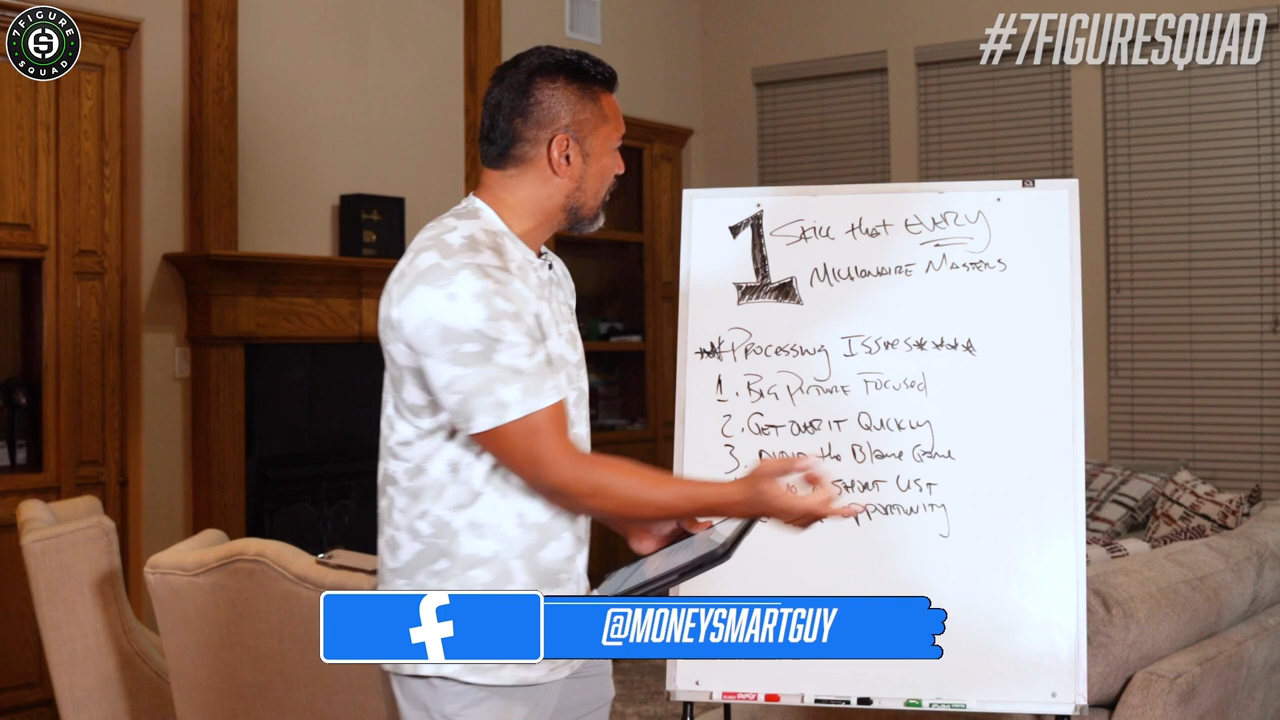 7 FIGURE
SQUAD
#7FIGURESQUAD
1 Skill that EVERY
MILLIONAIRE MASTERS
PROCESSING ISSUES****
1. BIG PICTURE FOCUSED
2. GET OVER IT QUICKLY
3. the Blame Game
SHORT LIST
OPPORTUNITY
f @MONEYSMARTGUY